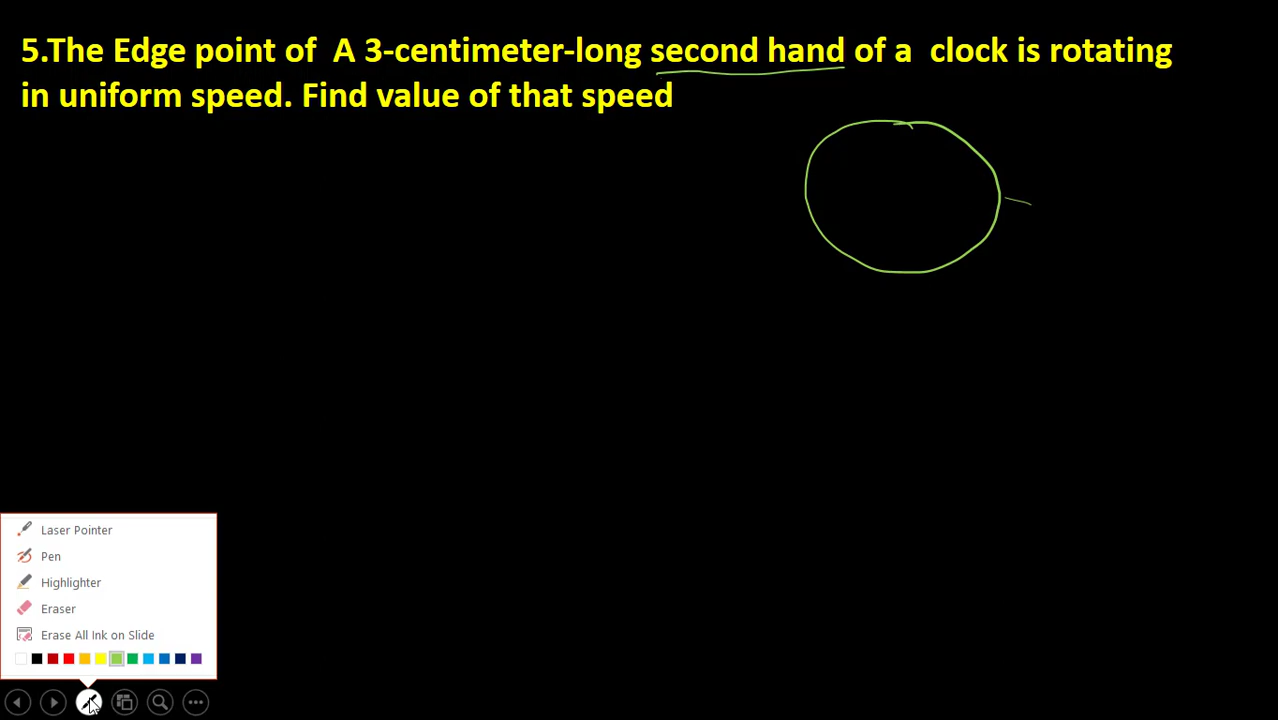 5.The Edge point of  A 3-centimeter-long second hand of a  clock is rotating
in uniform speed. Find value of that speed
Laser Pointer
Pen
Highlighter
Eraser
Erase All Ink on Slide